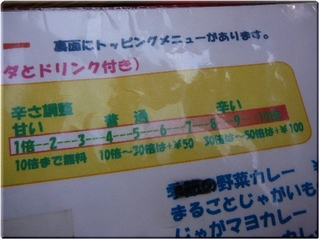 裏面にトッピングメニューがあります。
ダとドリンク付き)
辛さ調整
甘い 普通 辛い
1倍--2---3---4---5---6---7---8---9---10倍
10倍まで無料 10倍～30倍は+¥50 30倍～50倍は+¥100
の野菜カレー
まるごとじゃがいも
じゃがマヨカレー